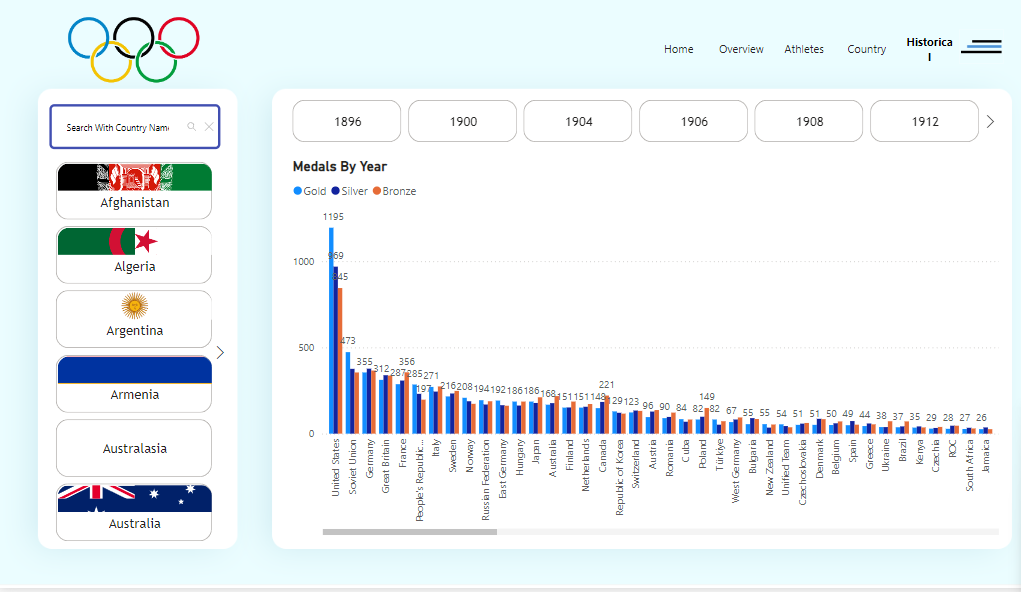 Home Overview Athletes Country Historica
l
Search With Country Nam
Afghanistan
Algeria
Argentina
Armenia
Australasia
Australia
1896 1900 1904 1906 1908 1912
Medals By Year
Gold Silver Bronze
1000
500
0
1195
969
845
473
355
312
287
356
285
197
271
216
208
194
192
186
186
168
151
151
148
221
129
123
96
90
84
82
149
82
67
55
55
54
51
51
50
49
44
38
37
35
29
28
27
26
United States
Soviet Union
Germany
Great Britain
France
People's Republic...
Italy
Sweden
Norway
Russian Federation
East Germany
Hungary
Japan
Australia
Finland
Netherlands
Canada
Republic of Korea
Switzerland
Austria
Romania
Cuba
Poland
Türkiye
West Germany
Bulgaria
New Zealand
Unified Team
Czechoslovakia
Denmark
Belgium
Spain
Greece
Ukraine
Brazil
Kenya
Czechia
ROC
South Africa
Jamaica